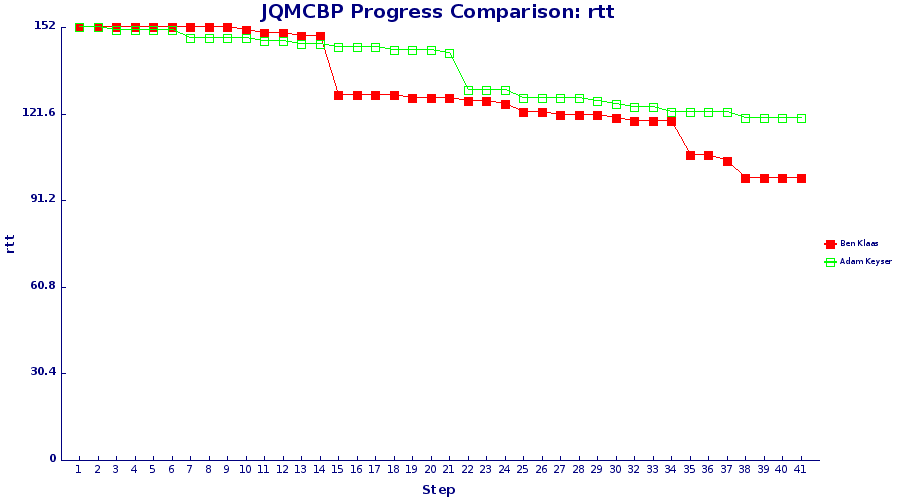 JQMCBP Progress Comparison: rtt
152
121.6
91.2
60.8
30.4
0
rtt
1 2 3 4 5 6 7 8 9 10 11 12 13 14 15 16 17 18 19 20 21 22 23 24 25 26 27 28 29 30 32 33 34 35 36 37 38 39 40 41
Step
Ben Klaas
Adam Keyser